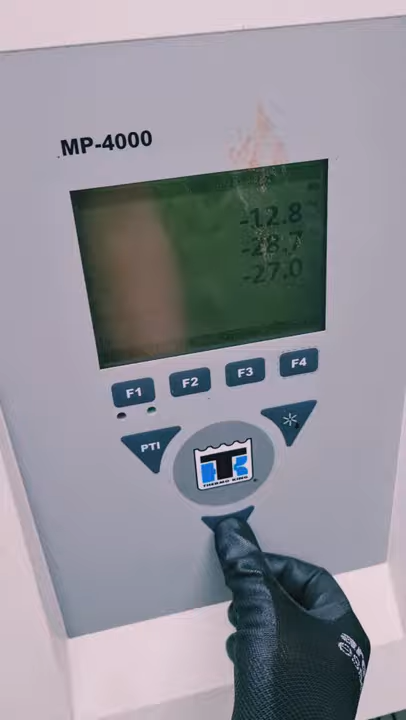 MP-4000
-12.8
-28.7
-27.0
F1 F2 F3 F4
PTI
TK
THERMO KING